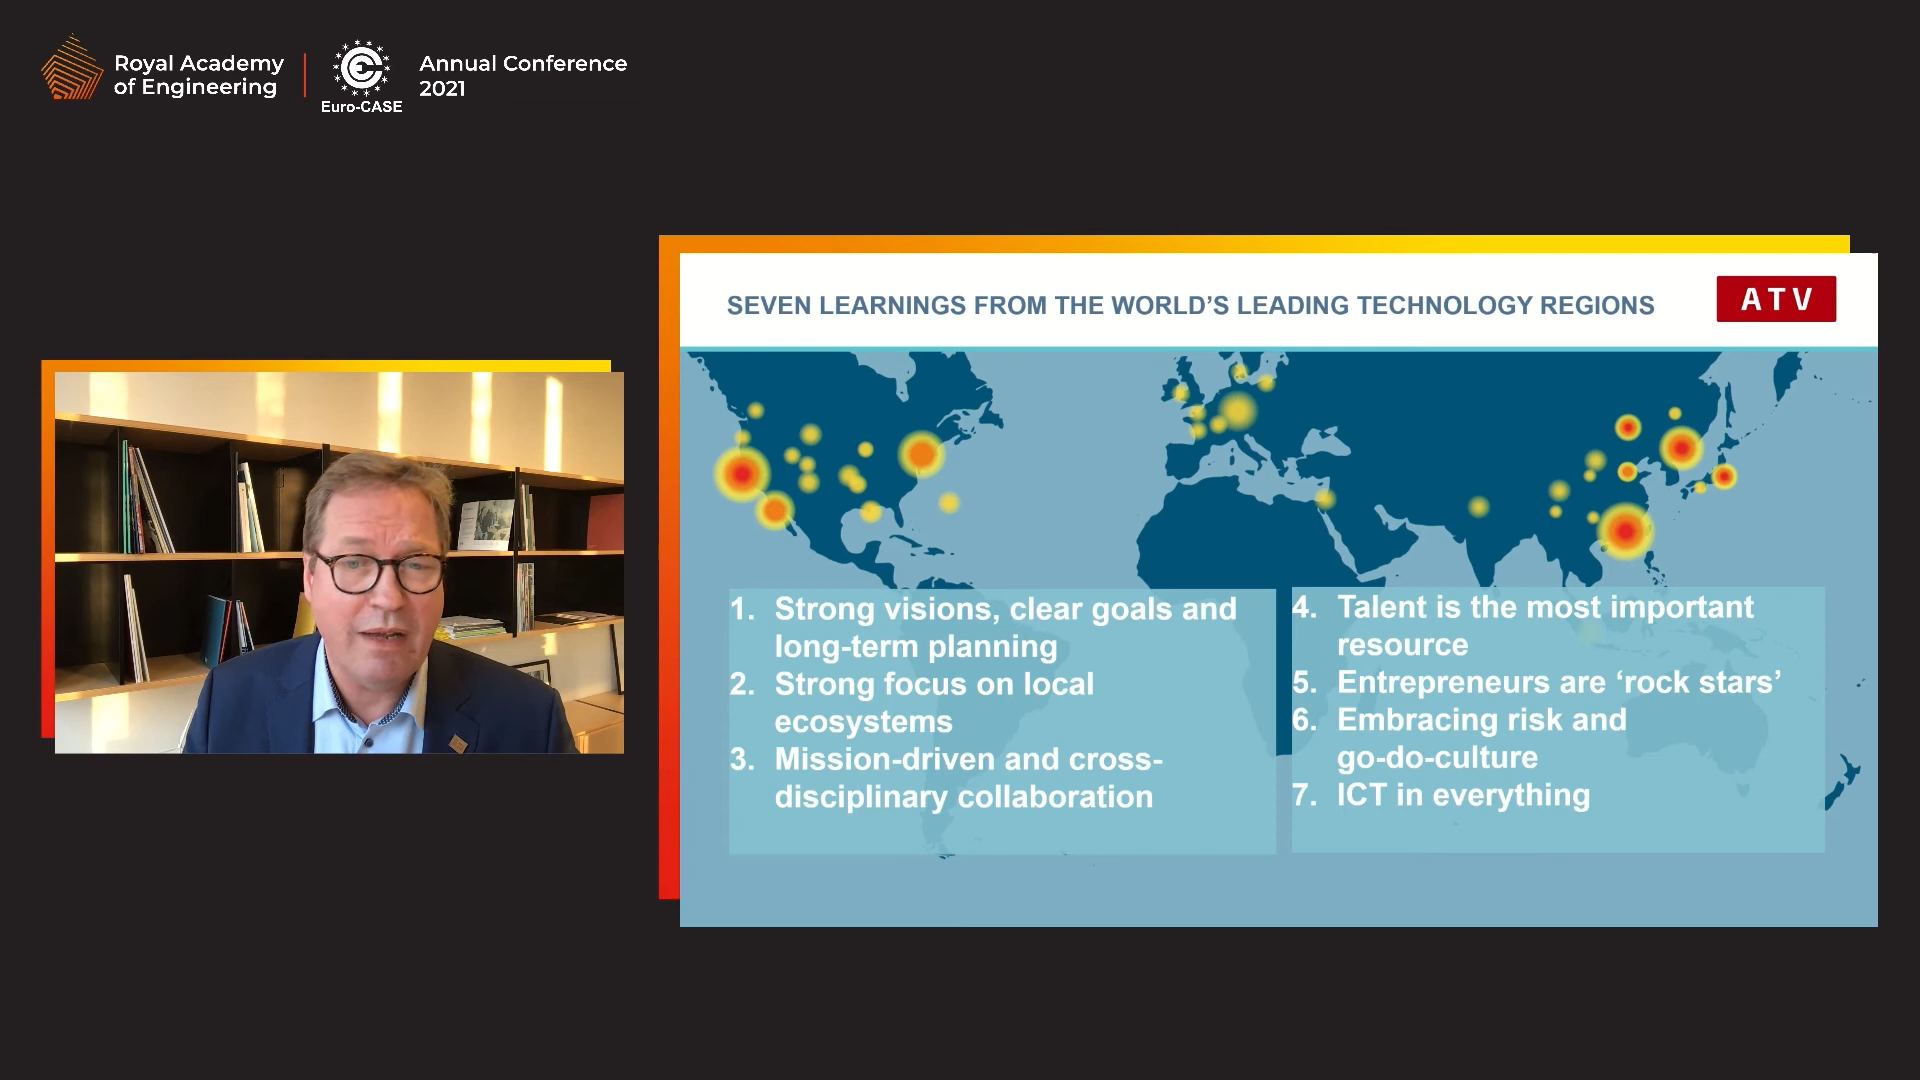 Royal Academy
of Engineering
Euro-CASE
Annual Conference
2021
SEVEN LEARNINGS FROM THE WORLD’S LEADING TECHNOLOGY REGIONS
ATV
1. Strong visions, clear goals and
long-term planning
2. Strong focus on local
ecosystems
3. Mission-driven and cross-
disciplinary collaboration
4. Talent is the most important
resource
5. Entrepreneurs are ‘rock stars’
6. Embracing risk and
go-do-culture
7. ICT in everything